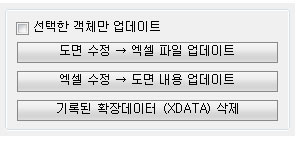 선택한 객체만 업데이트
도면 수정 → 엑셀 파일 업데이트
엑셀 수정 → 도면 내용 업데이트
기록된 확장데이터 (XDATA) 삭제